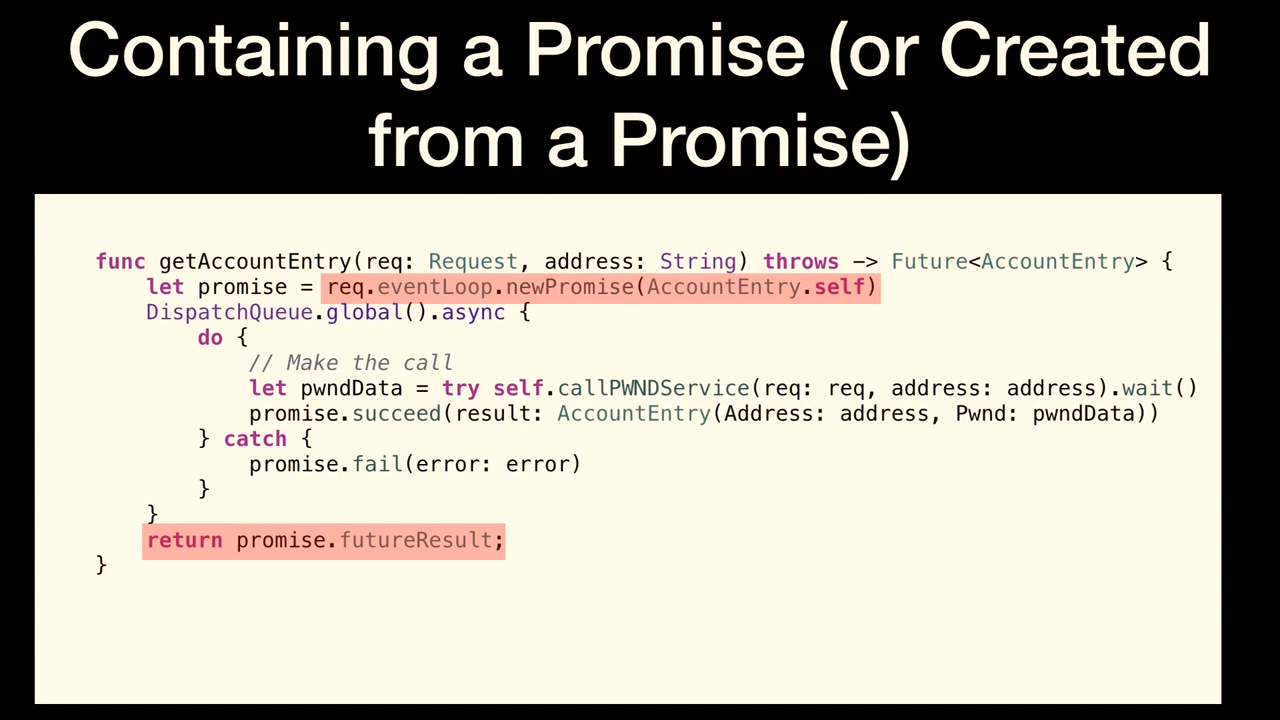 Containing a Promise (or Created
from a Promise)
func getAccountEntry(req: Request, address: String) throws -> Future<AccountEntry> {
    let promise = req.eventLoop.newPromise(AccountEntry.self)
    DispatchQueue.global().async {
        do {
            // Make the call
            let pwndData = try self.callPWNDService(req: req, address: address).wait()
            promise.succeed(result: AccountEntry(Address: address, Pwnd: pwndData))
        } catch {
            promise.fail(error: error)
        }
    }
    return promise.futureResult;
}